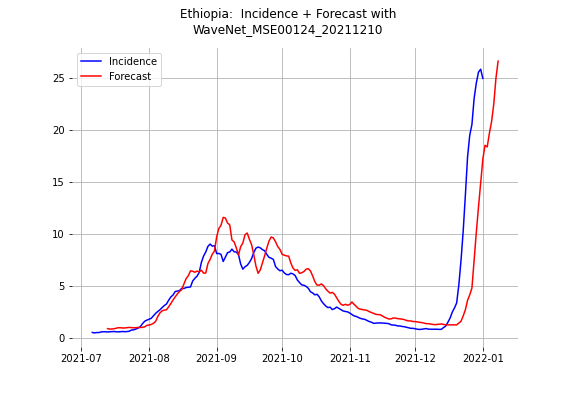 Ethiopia:  Incidence + Forecast with
WaveNet_MSE00124_20211210
Incidence
Forecast
25
20
15
10
5
0
2021-07 2021-08 2021-09 2021-10 2021-11 2021-12 2022-01